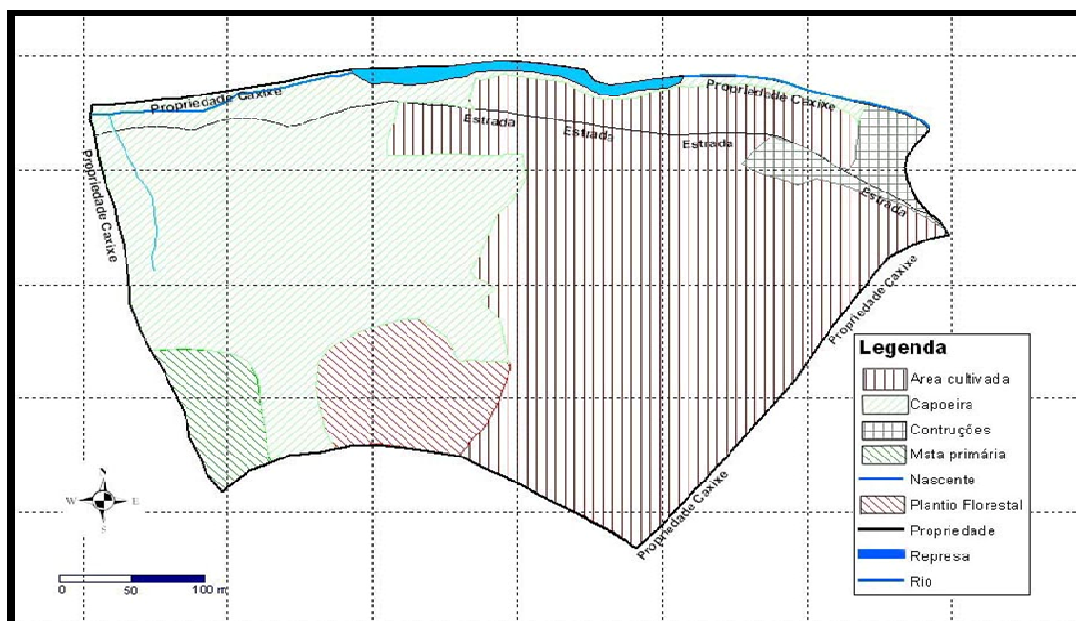 Propriedade Caxixe
Propriedade Caxixe
Estrada
Estrada
Estrada
Propriedade Caxixe
Estrada
Propriedade Caxixe
Propriedade Caxixe
Legenda
Area cultivada
Capoeira
Contruções
Mata primária
Nascente
Plantio Florestal
Propriedade
Represa
Rio
N
W E
S
0 50 100 m